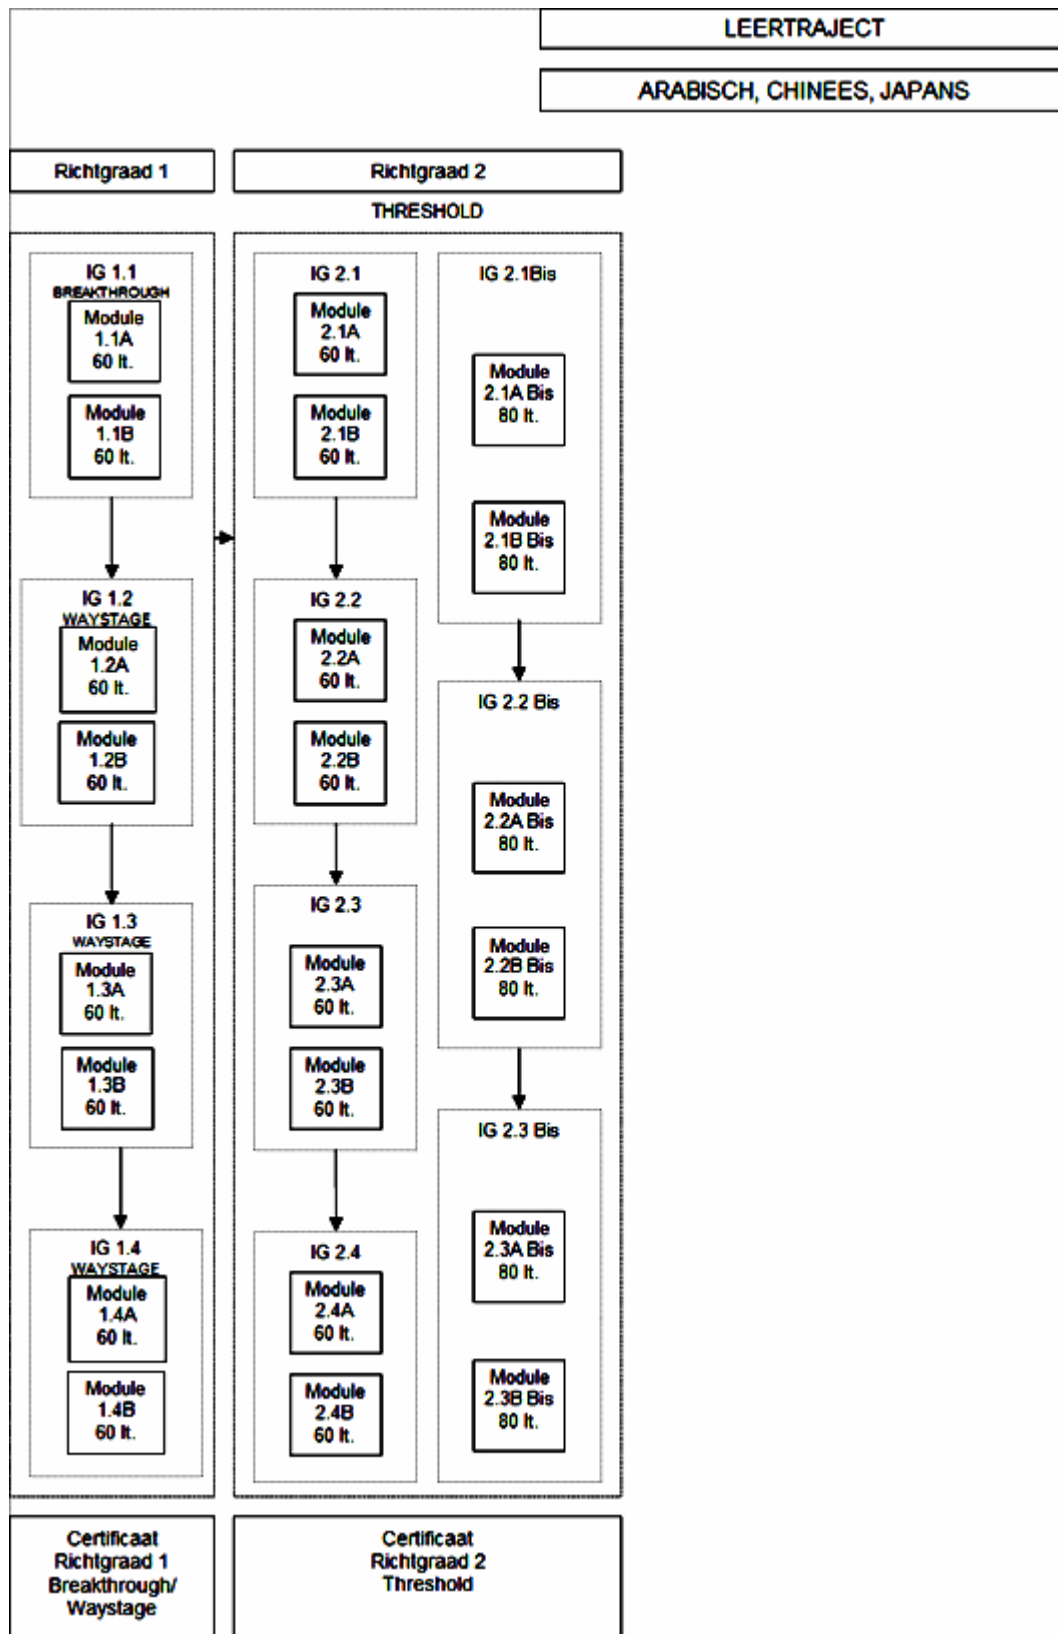 LEERTRAJECT
ARABISCH, CHINEES, JAPANS
Richtgraad 1
Richtgraad 2
THRESHOLD
IG 1.1
BREAKTHROUGH
Module
1.1A
60 lt.
Module
1.1B
60 lt.
IG 1.2
WAYSTAGE
Module
1.2A
60 lt.
Module
1.2B
60 lt.
IG 1.3
WAYSTAGE
Module
1.3A
60 lt.
Module
1.3B
60 lt.
IG 1.4
WAYSTAGE
Module
1.4A
60 lt.
Module
1.4B
60 lt.
IG 2.1
Module
2.1A
60 lt.
Module
2.1B
60 lt.
IG 2.2
Module
2.2A
60 lt.
Module
2.2B
60 lt.
IG 2.3
Module
2.3A
60 lt.
Module
2.3B
60 lt.
IG 2.4
Module
2.4A
60 lt.
Module
2.4B
60 lt.
IG 2.1Bis
Module
2.1A Bis
80 lt.
Module
2.1B Bis
80 lt.
IG 2.2 Bis
Module
2.2A Bis
80 lt.
Module
2.2B Bis
80 lt.
IG 2.3 Bis
Module
2.3A Bis
80 lt.
Module
2.3B Bis
80 lt.
Certificaat
Richtgraad 1
Breakthrough/
Waystage
Certificaat
Richtgraad 2
Threshold